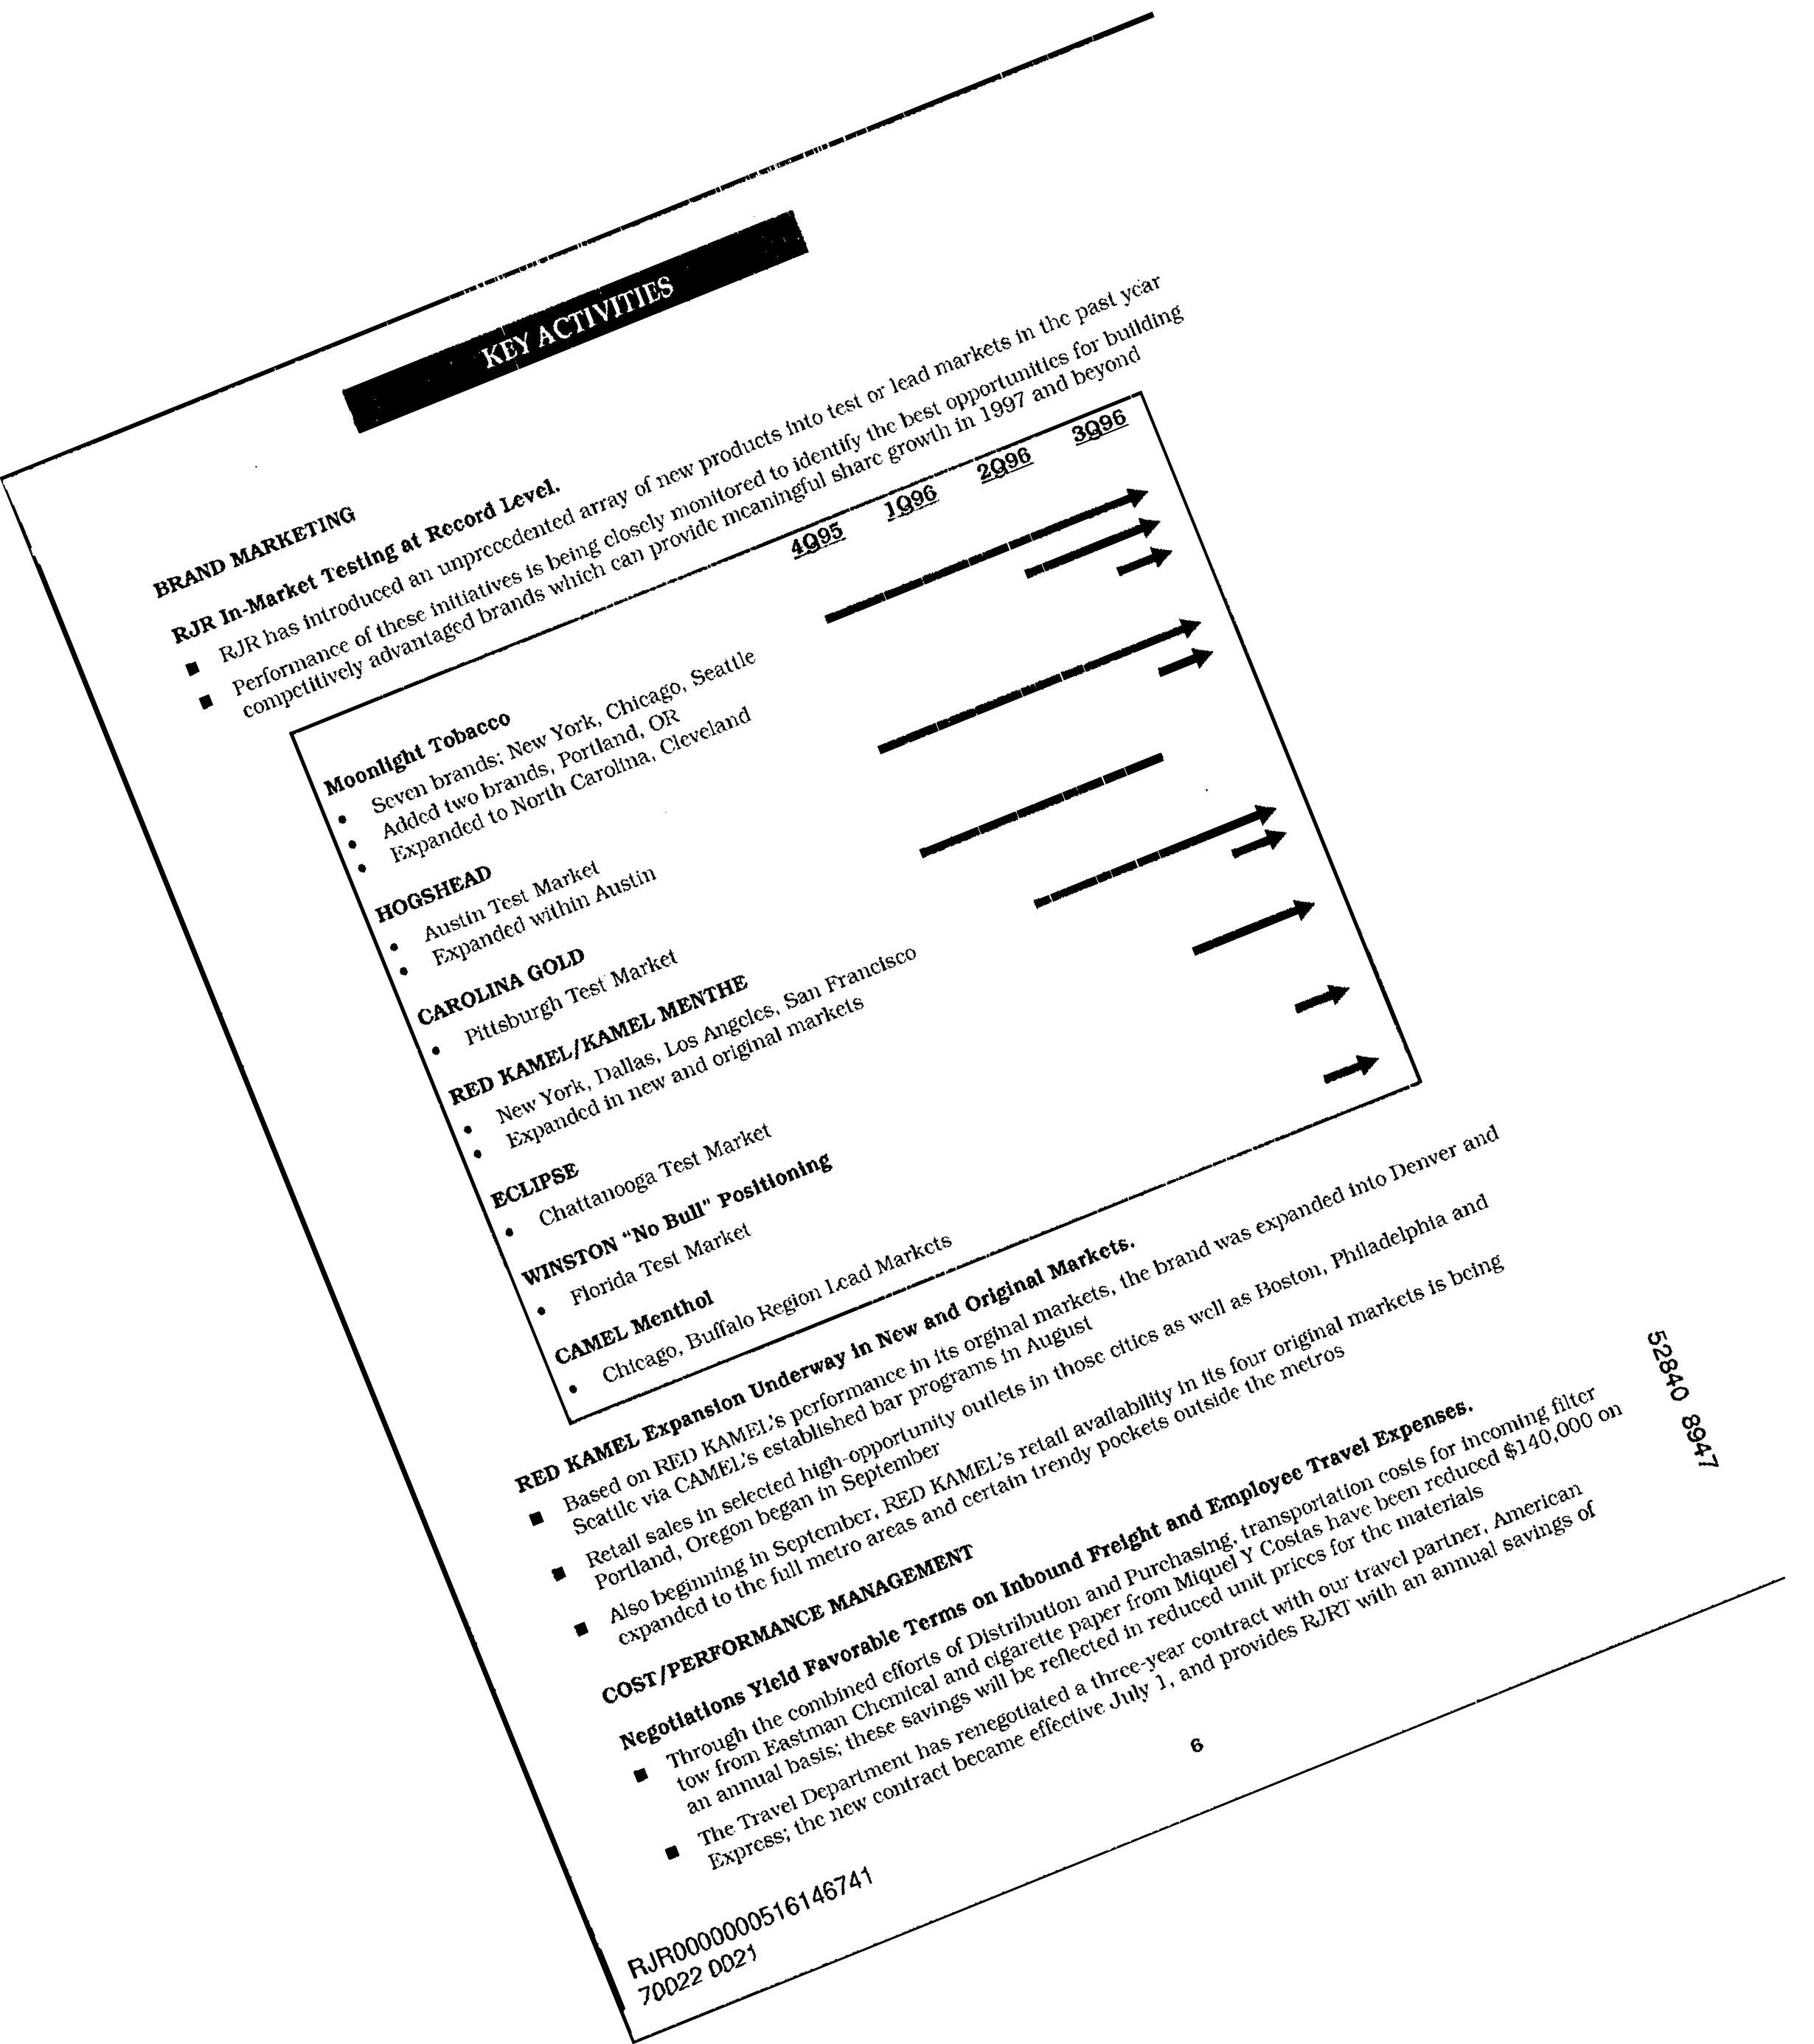 KEY ACTIVITIES
BRAND MARKETING
RJR In-Market Testing at Record Level.
■ RJR has introduced an unprecedented array of new products into test or lead markets in the past year
■ Performance of these initiatives is being closely monitored to identify the best opportunities for building
competitively advantaged brands which can provide meaningful share growth in 1997 and beyond
4Q95 1Q96 2Q96 3Q96
Moonlight Tobacco
• Seven brands; New York, Chicago, Seattle
• Added two brands, Portland, OR
• Expanded to North Carolina, Cleveland
HOGSHEAD
• Austin Test Market
• Expanded within Austin
CAROLINA GOLD
• Pittsburgh Test Market
RED KAMEL/KAMEL MENTHE
• New York, Dallas, Los Angeles, San Francisco
• Expanded in new and original markets
ECLIPSE
• Chattanooga Test Market
WINSTON "No Bull" Positioning
• Florida Test Market
CAMEL Menthol
• Chicago, Buffalo Region Lead Markets
RED KAMEL Expansion Underway in New and Original Markets.
■ Based on RED KAMEL's performance in its orginal markets, the brand was expanded into Denver and
Seattle via CAMEL's established bar programs in August
■ Retail sales in selected high-opportunity outlets in those cities as well as Boston, Philadelphia and
Portland, Oregon began in September
■ Also beginning in September, RED KAMEL's retail availability in its four original markets is being
expanded to the full metro areas and certain trendy pockets outside the metros
COST/PERFORMANCE MANAGEMENT
Negotiations Yield Favorable Terms on Inbound Freight and Employee Travel Expenses.
■ Through the combined efforts of Distribution and Purchasing, transportation costs for incoming filter
tow from Eastman Chemical and cigarette paper from Miquel Y Costas have been reduced $140,000 on
an annual basis; these savings will be reflected in reduced unit prices for the materials
■ The Travel Department has renegotiated a three-year contract with our travel partner, American
Express; the new contract became effective July 1, and provides RJRT with an annual savings of
6
52840 8947
RJR0000000516146741
70022 0021